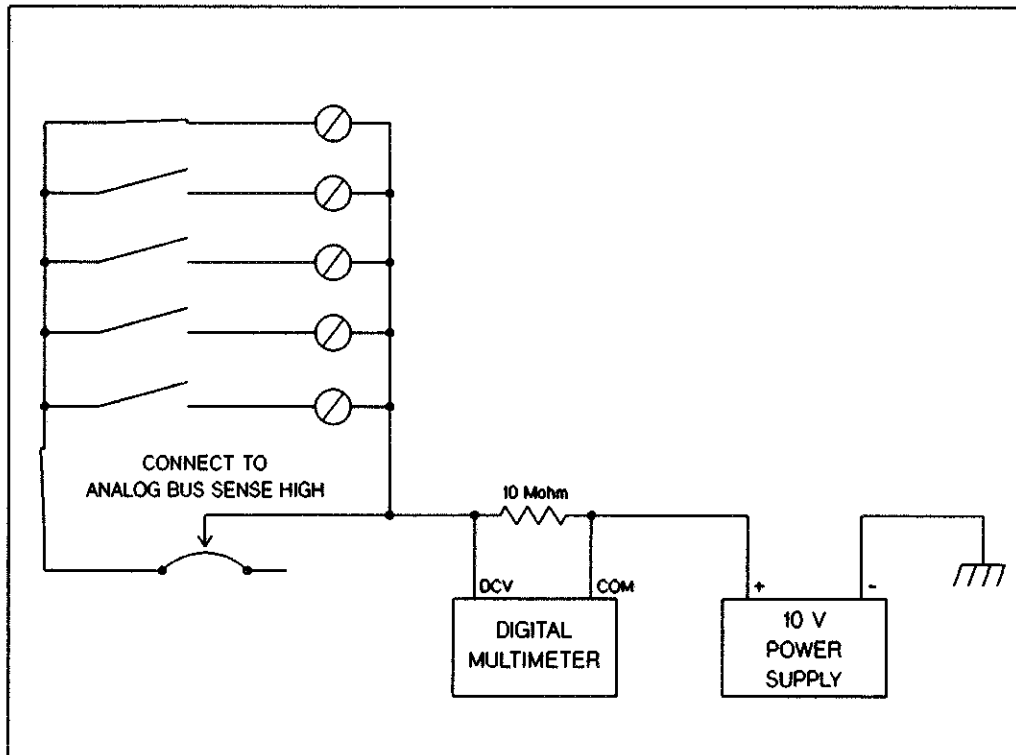 CONNECT TO
ANALOG BUS SENSE HIGH
10 Mohm
DCV
COM
DIGITAL
MULTIMETER
+
-
10 V
POWER
SUPPLY